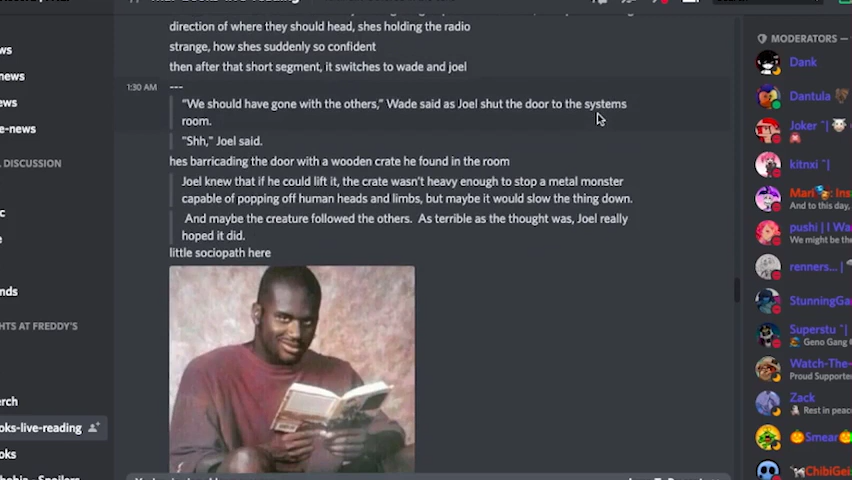 direction of where they should head, shes holding the radio
strange, how shes suddenly so confident
then after that short segment, it switches to wade and joel
1:30 AM
---
"We should have gone with the others," Wade said as Joel shut the door to the systems
room.
"Shh," Joel said.
hes barricading the door with a wooden crate he found in the room
Joel knew that if he could lift it, the crate wasn't heavy enough to stop a metal monster
capable of popping off human heads and limbs, but maybe it would slow the thing down.
And maybe the creature followed the others. As terrible as the thought was, Joel really
hoped it did.
little sociopath here
ws
news
ws
e-news
DISCUSSION
c
e
nds
HTS AT FREDDY'S
erch
oks-live-reading
oks
MODERATORS –
Dank
Dantula
Joker ~|
kitnxi ~|
Mari
Ins
And to this day,
pushi | I Wa
We might be the
renners... |
StunningGa
Superstu ~|
Geno Gang
Watch-The-
Proud Supporte
Zack
Rest in peac
Smear
ChibiGei